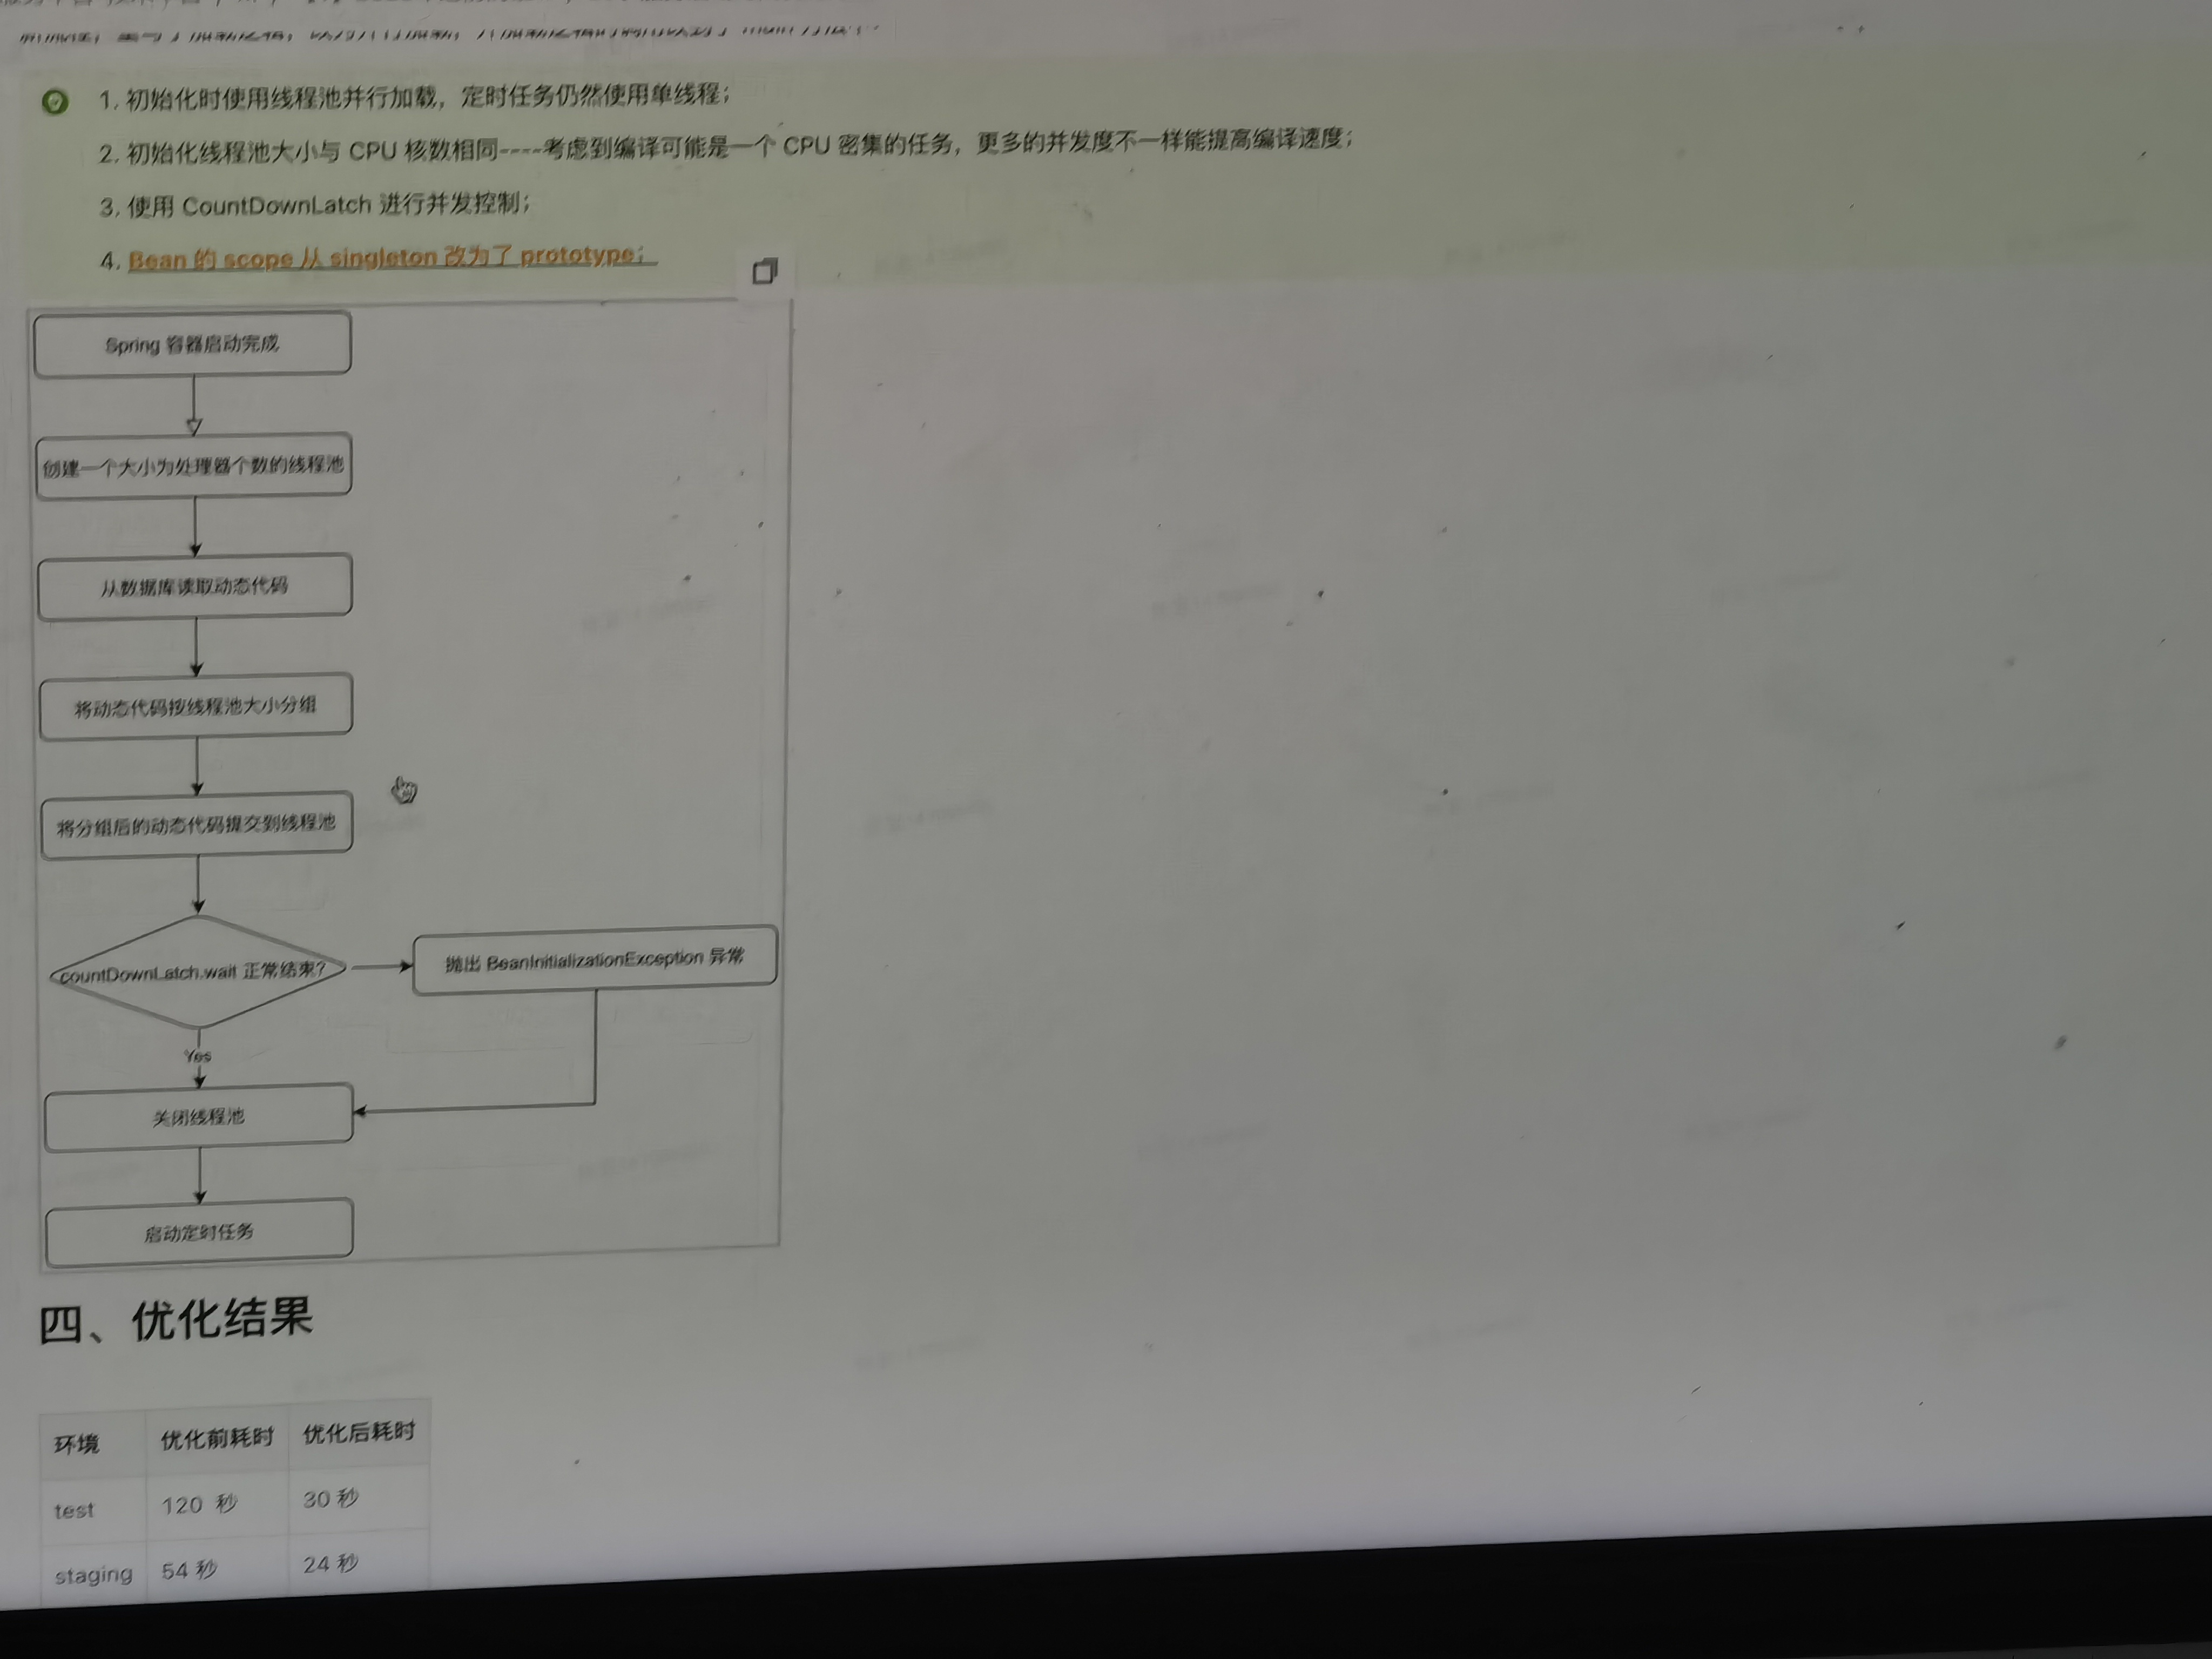 1. 初始化时使用线程池并行加载，定时任务仍然使用单线程；
2. 初始化线程池大小与 CPU 核数相同----考虑到编译可能是一个 CPU 密集的任务，更多的并发度不一样能提高编译速度；
3. 使用 CountDownLatch 进行并发控制；
4. Bean 的 scope 从 singleton 改为了 prototype；
Spring 容器启动完成
创建一个大小为处理器个数的线程池
从数据库读取动态代码
将动态代码按线程池大小分组
将分组后的动态代码提交到线程池
countDownLatch.wait 正常结束?
抛出 BeanInitializationException 异常
Yes
关闭线程池
启动定时任务
四、优化结果
环境 优化前耗时 优化后耗时
test 120 秒 30 秒
staging 54 秒 24 秒